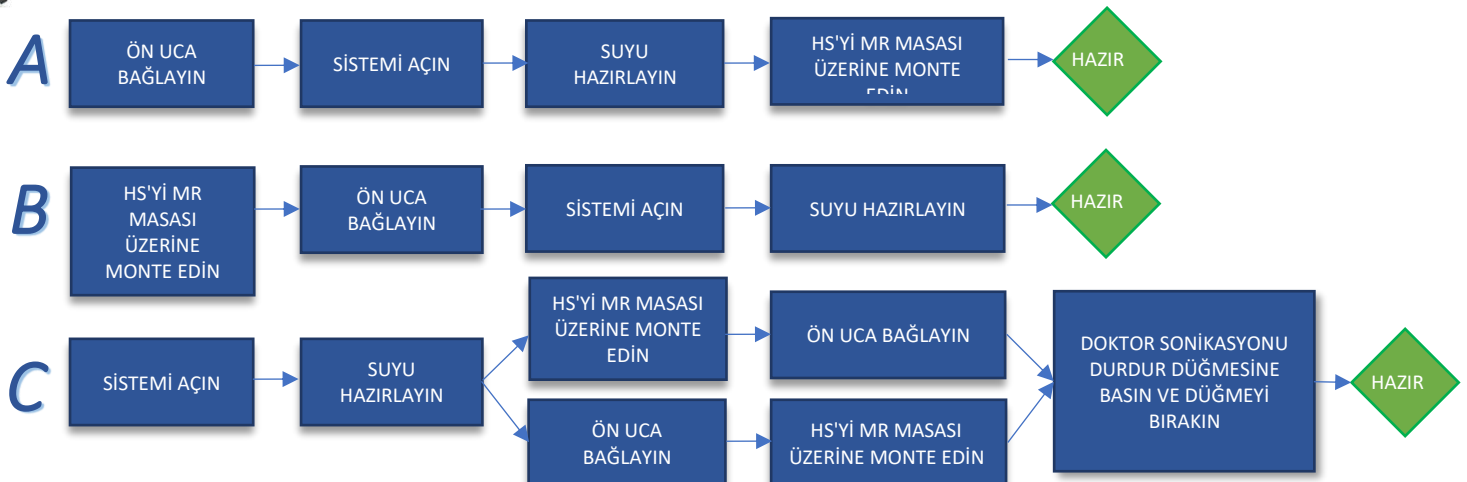 A
ÖN UCA
BAĞLAYIN
SİSTEMİ AÇIN
SUYU
HAZIRLAYIN
HS'Yİ MR MASASI
ÜZERİNE MONTE
EDİN
HAZIR
B
HS'Yİ MR
MASASI
ÜZERİNE
MONTE EDİN
ÖN UCA
BAĞLAYIN
SİSTEMİ AÇIN
SUYU HAZIRLAYIN
HAZIR
C
SİSTEMİ AÇIN
SUYU
HAZIRLAYIN
HS'Yİ MR MASASI
ÜZERİNE MONTE
EDİN
ÖN UCA BAĞLAYIN
ÖN UCA
BAĞLAYIN
HS'Yİ MR MASASI
ÜZERİNE MONTE EDİN
DOKTOR SONİKASYONU
DURDUR DÜĞMESİNE
BASIN VE DÜĞMEYİ
BIRAKIN
HAZIR